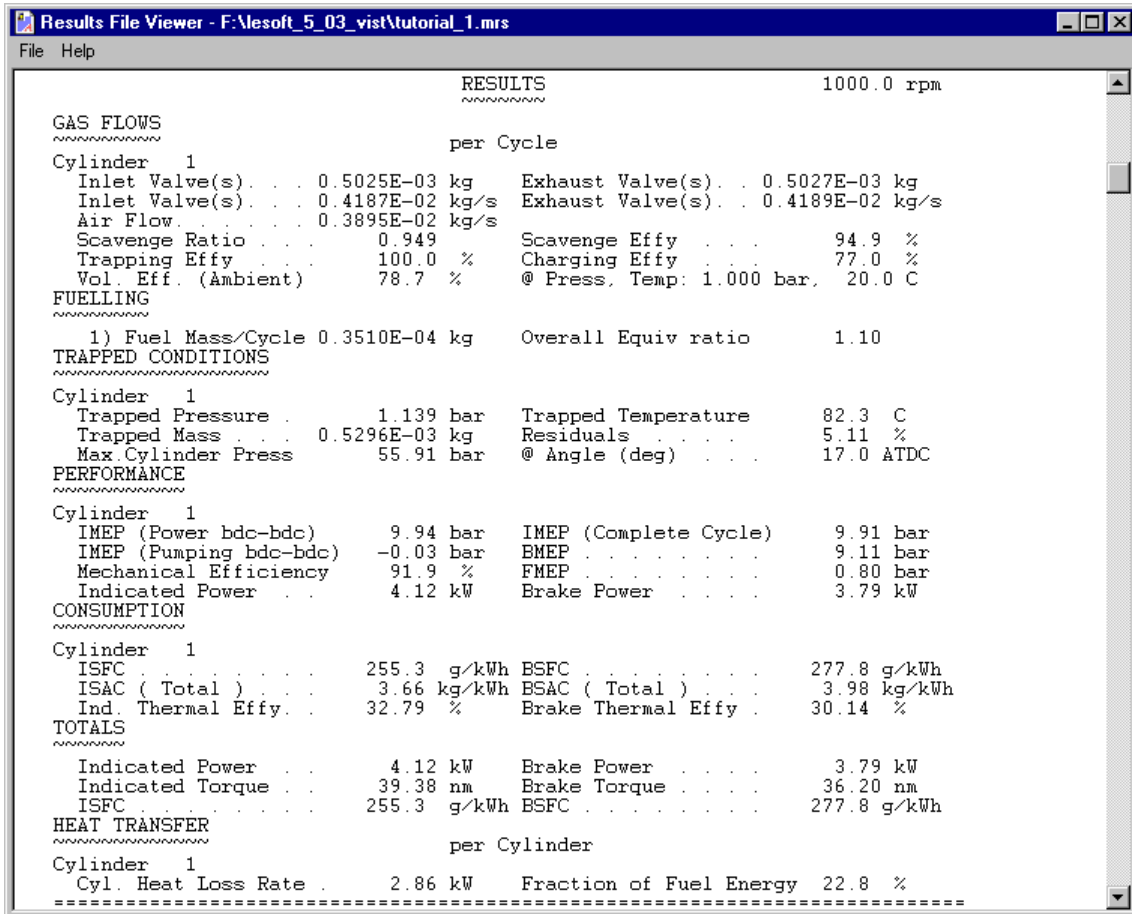 Results File Viewer - F:\lesoft_5_03_vist\tutorial_1.mrs
File Help
RESULTS 1000.0 rpm
~~~~~~~
GAS FLOWS
~~~~~~~~~ per Cycle
Cylinder 1
Inlet Valve(s). . . 0.5025E-03 kg Exhaust Valve(s). . 0.5027E-03 kg
Inlet Valve(s). . . 0.4187E-02 kg/s Exhaust Valve(s). . 0.4189E-02 kg/s
Air Flow. . . . . . 0.3895E-02 kg/s
Scavenge Ratio . . . 0.949 Scavenge Effy . . . 94.9 %
Trapping Effy . . . 100.0 % Charging Effy . . . 77.0 %
Vol. Eff. (Ambient) 78.7 % @ Press, Temp: 1.000 bar, 20.0 C
FUELLING
~~~~~~~~
1) Fuel Mass/Cycle 0.3510E-04 kg Overall Equiv ratio 1.10
TRAPPED CONDITIONS
~~~~~~~~~~~~~~~~~~
Cylinder 1
Trapped Pressure . 1.139 bar Trapped Temperature 82.3 C
Trapped Mass . . . 0.5296E-03 kg Residuals . . . . 5.11 %
Max.Cylinder Press 55.91 bar @ Angle (deg) . . . 17.0 ATDC
PERFORMANCE
~~~~~~~~~~~
Cylinder 1
IMEP (Power bdc-bdc) 9.94 bar IMEP (Complete Cycle) 9.91 bar
IMEP (Pumping bdc-bdc) -0.03 bar BMEP . . . . . . . . 9.11 bar
Mechanical Efficiency 91.9 % FMEP . . . . . . . . 0.80 bar
Indicated Power . . 4.12 kW Brake Power . . . . 3.79 kW
CONSUMPTION
~~~~~~~~~~~
Cylinder 1
ISFC . . . . . . . . 255.3 g/kWh BSFC . . . . . . . . 277.8 g/kWh
ISAC ( Total ) . . . 3.66 kg/kWh BSAC ( Total ) . . . 3.98 kg/kWh
Ind. Thermal Effy. . 32.79 % Brake Thermal Effy . 30.14 %
TOTALS
~~~~~~
Indicated Power . . 4.12 kW Brake Power . . . . 3.79 kW
Indicated Torque . . 39.38 nm Brake Torque . . . . 36.20 nm
ISFC . . . . . . . . 255.3 g/kWh BSFC . . . . . . . . 277.8 g/kWh
HEAT TRANSFER
~~~~~~~~~~~~~ per Cylinder
Cylinder 1
Cyl. Heat Loss Rate . 2.86 kW Fraction of Fuel Energy 22.8 %
==============================================================================